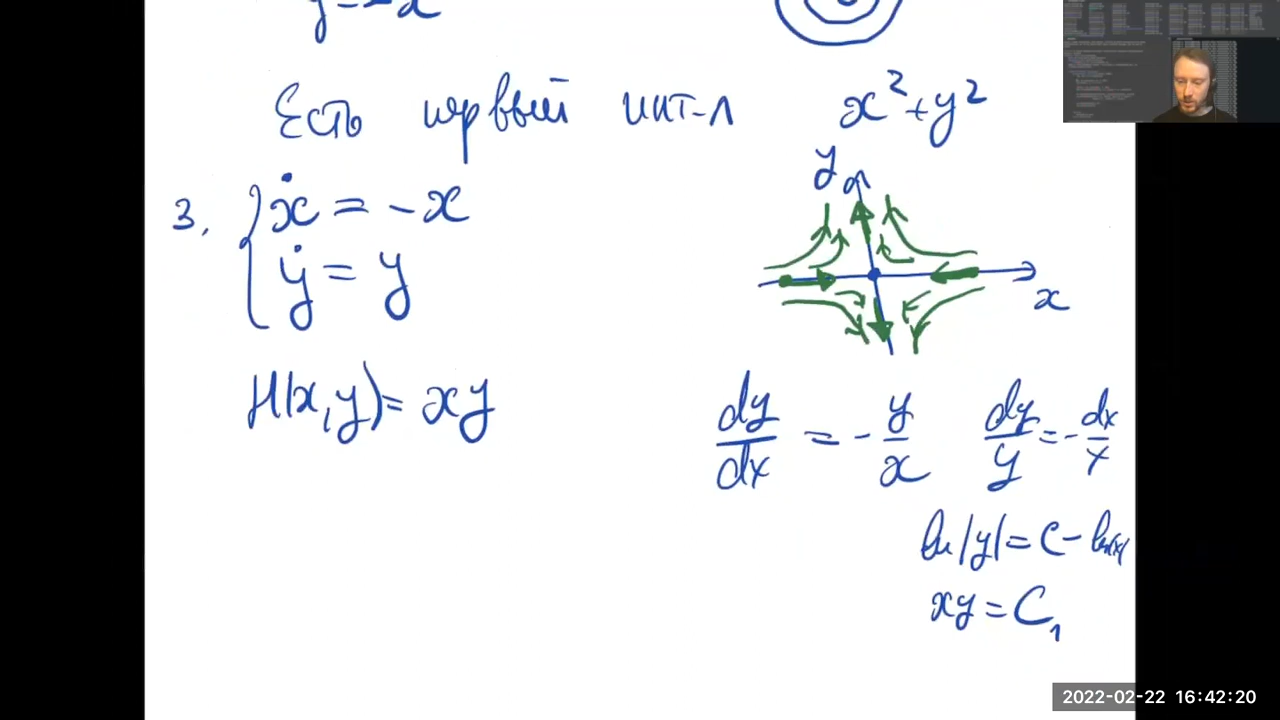 Есть первый инт-л x² + y²
3. { ẋ = -x
ẏ = y
y
x
H(x, y) = xy
dy/dx = - y/x dy/y = - dx/x
ln|y| = C - ln|x|
xy = C₁
2022-02-22 16:42:20